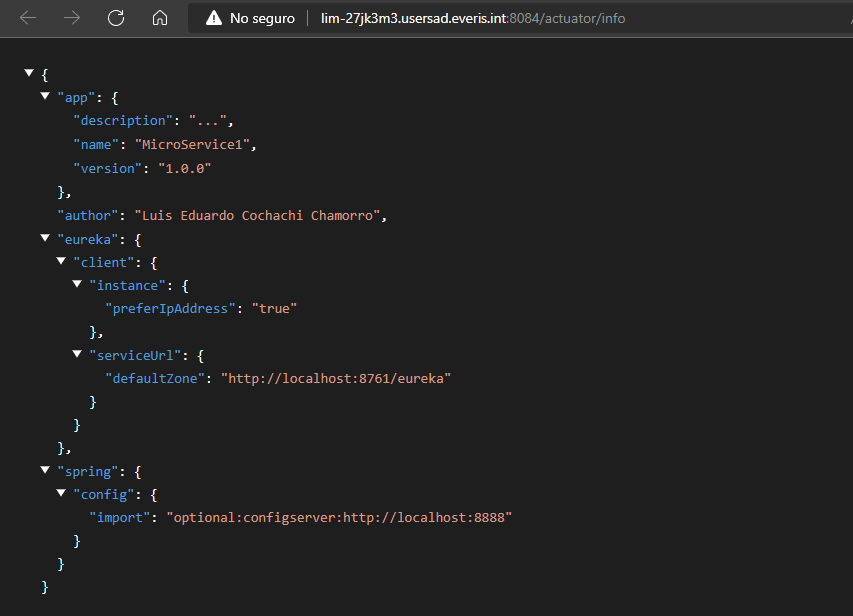 No seguro lim-27jk3m3.usersad.everis.int:8084/actuator/info
{
"app": {
"description": "...",
"name": "MicroService1",
"version": "1.0.0"
},
"author": "Luis Eduardo Cochachi Chamorro",
"eureka": {
"client": {
"instance": {
"preferIpAddress": "true"
},
"serviceUrl": {
"defaultZone": "http://localhost:8761/eureka"
}
}
},
"spring": {
"config": {
"import": "optional:configserver:http://localhost:8888"
}
}
}